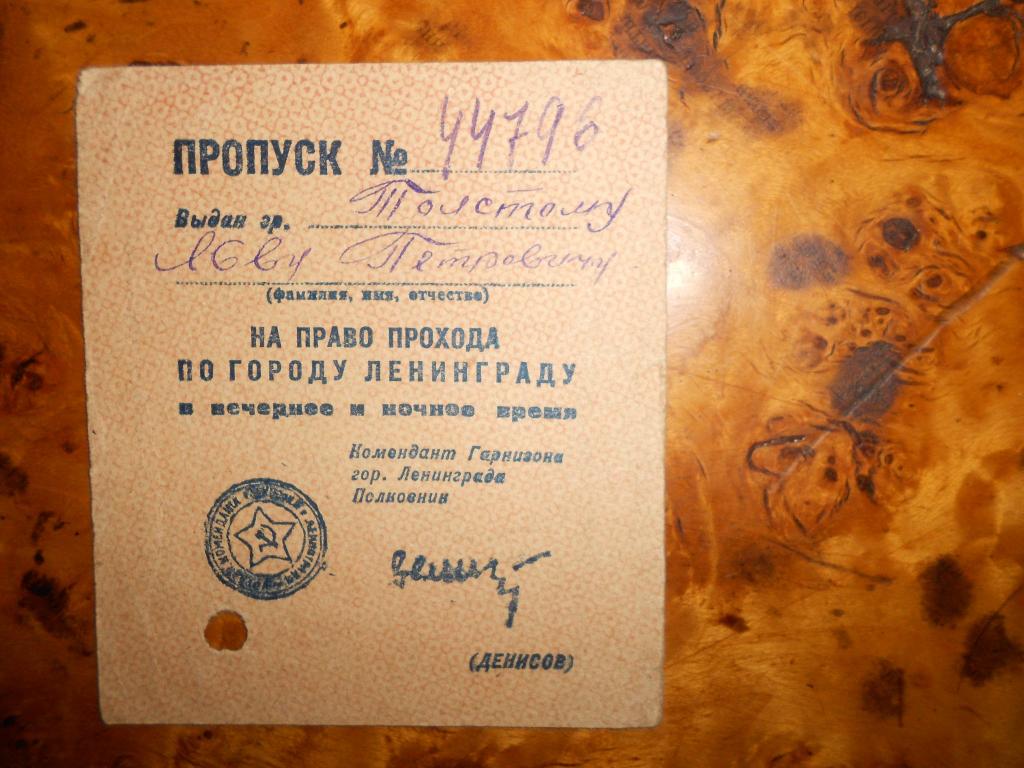 ПРОПУСК № 44796
Выдан гр. Толстому
Льву Петровичу
(фамилия, имя, отчество)
НА ПРАВО ПРОХОДА
ПО ГОРОДУ ЛЕНИНГРАДУ
в вечернее и ночное время
Комендант Гарнизона
гор. Ленинграда
Полковник
(ДЕНИСОВ)